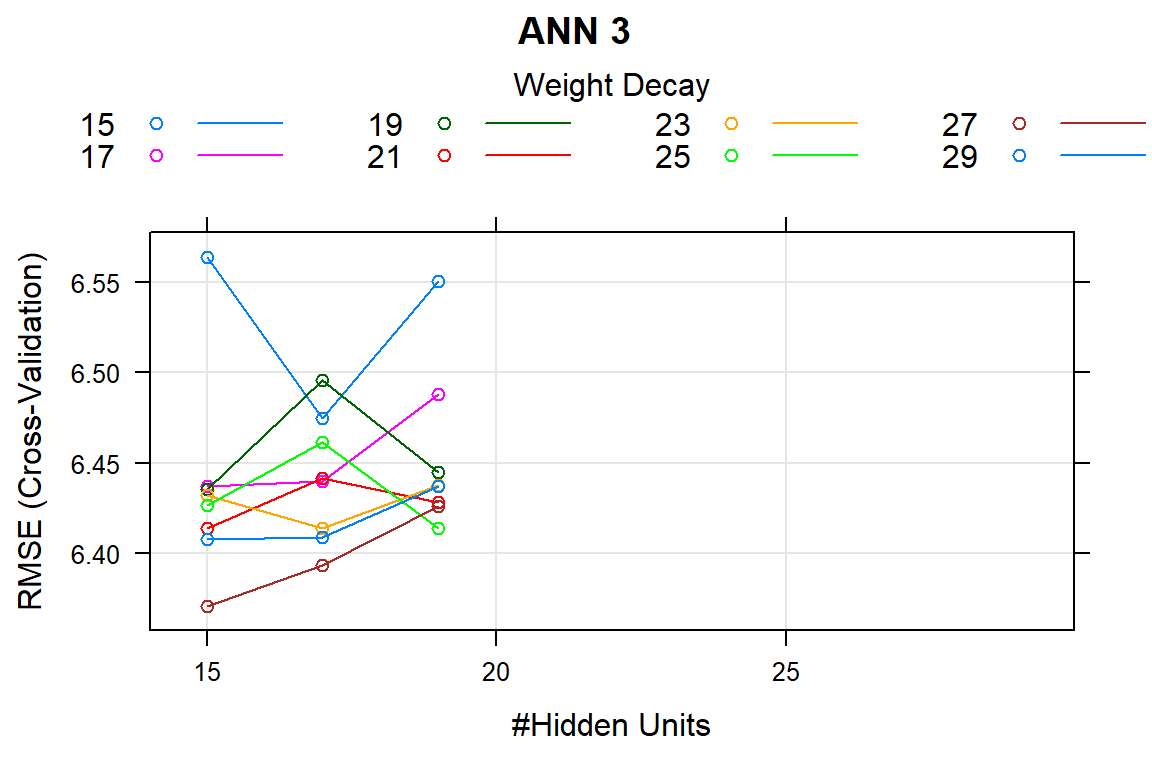 ANN 3
Weight Decay
15 19 23 27
17 21 25 29
RMSE (Cross-Validation)
6.55
6.50
6.45
6.40
15 20 25
#Hidden Units